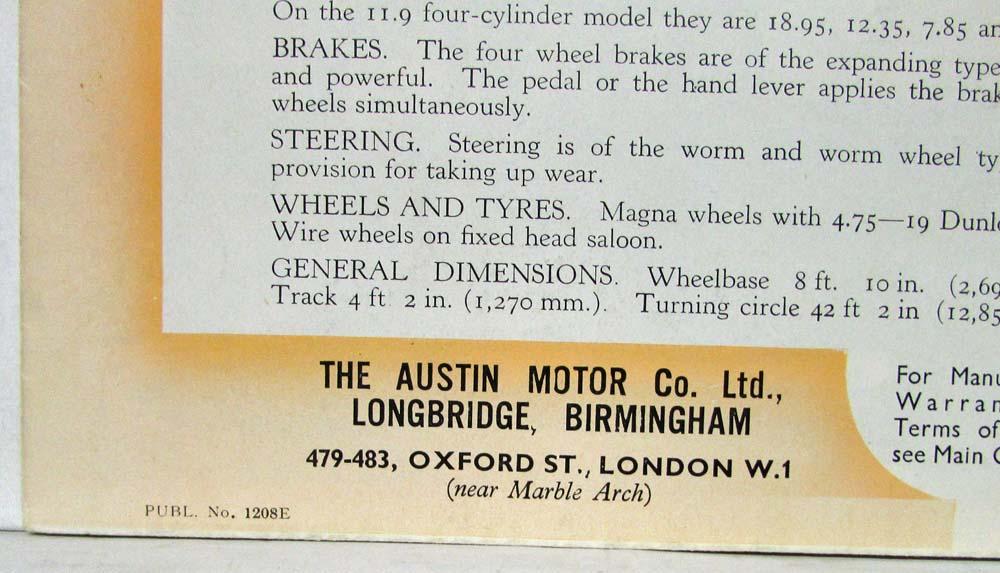 On the 11.9 four-cylinder model they are 18.95, 12.35, 7.85
BRAKES. The four wheel brakes are of the expanding type
and powerful. The pedal or the hand lever applies the
wheels simultaneously.
STEERING. Steering is of the worm and worm wheel
provision for taking up wear.
WHEELS AND TYRES. Magna wheels with 4.75—19
Wire wheels on fixed head saloon.
GENERAL DIMENSIONS. Wheelbase 8 ft. 10 in. (2,69
Track 4 ft 2 in. (1,270 mm.). Turning circle 42 ft 2 in (12,85
THE AUSTIN MOTOR Co. Ltd.,
LONGBRIDGE, BIRMINGHAM
479-483, OXFORD ST., LONDON W.1
(near Marble Arch)
For
Terms of
see Main
PUBL. No. 1208E